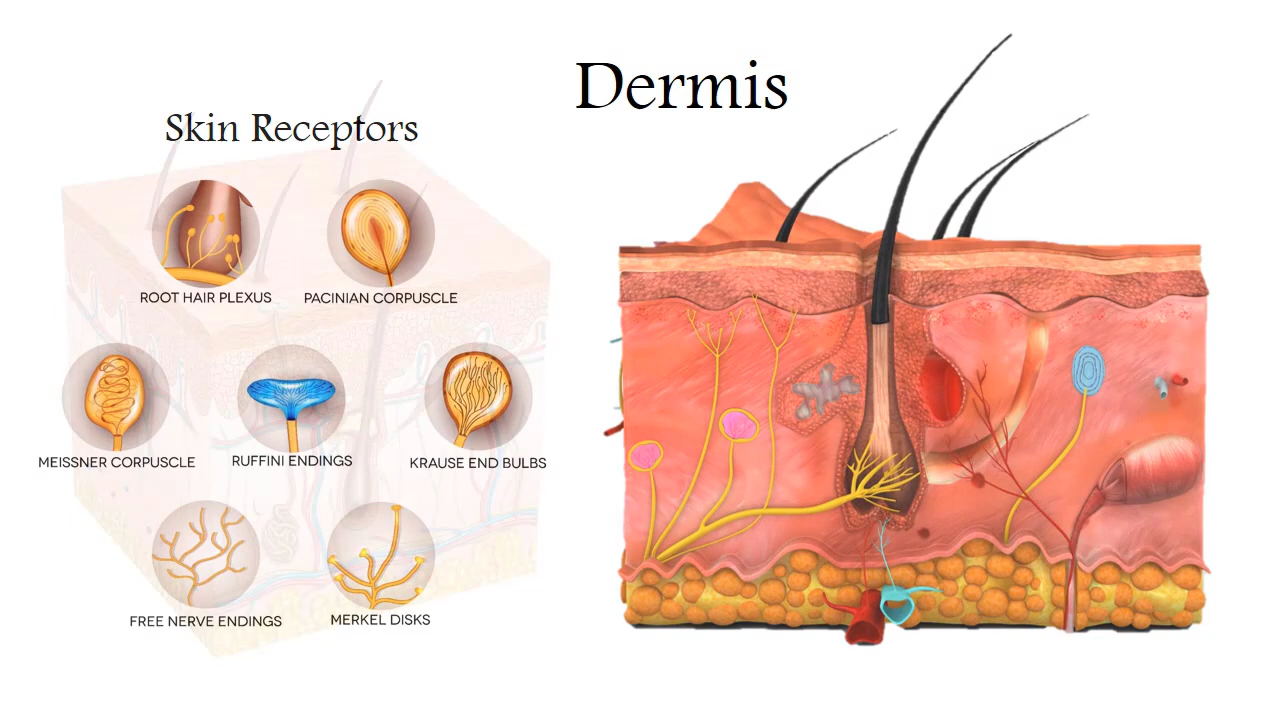 Dermis
Skin Receptors
ROOT HAIR PLEXUS
PACINIAN CORPUSCLE
MEISSNER CORPUSCLE
RUFFINI ENDINGS
KRAUSE END BULBS
FREE NERVE ENDINGS
MERKEL DISKS